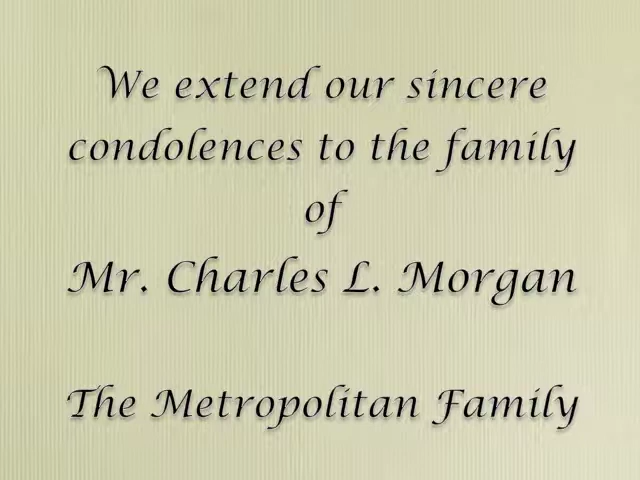 We extend our sincere
condolences to the family
of
Mr. Charles L. Morgan
The Metropolitan Family